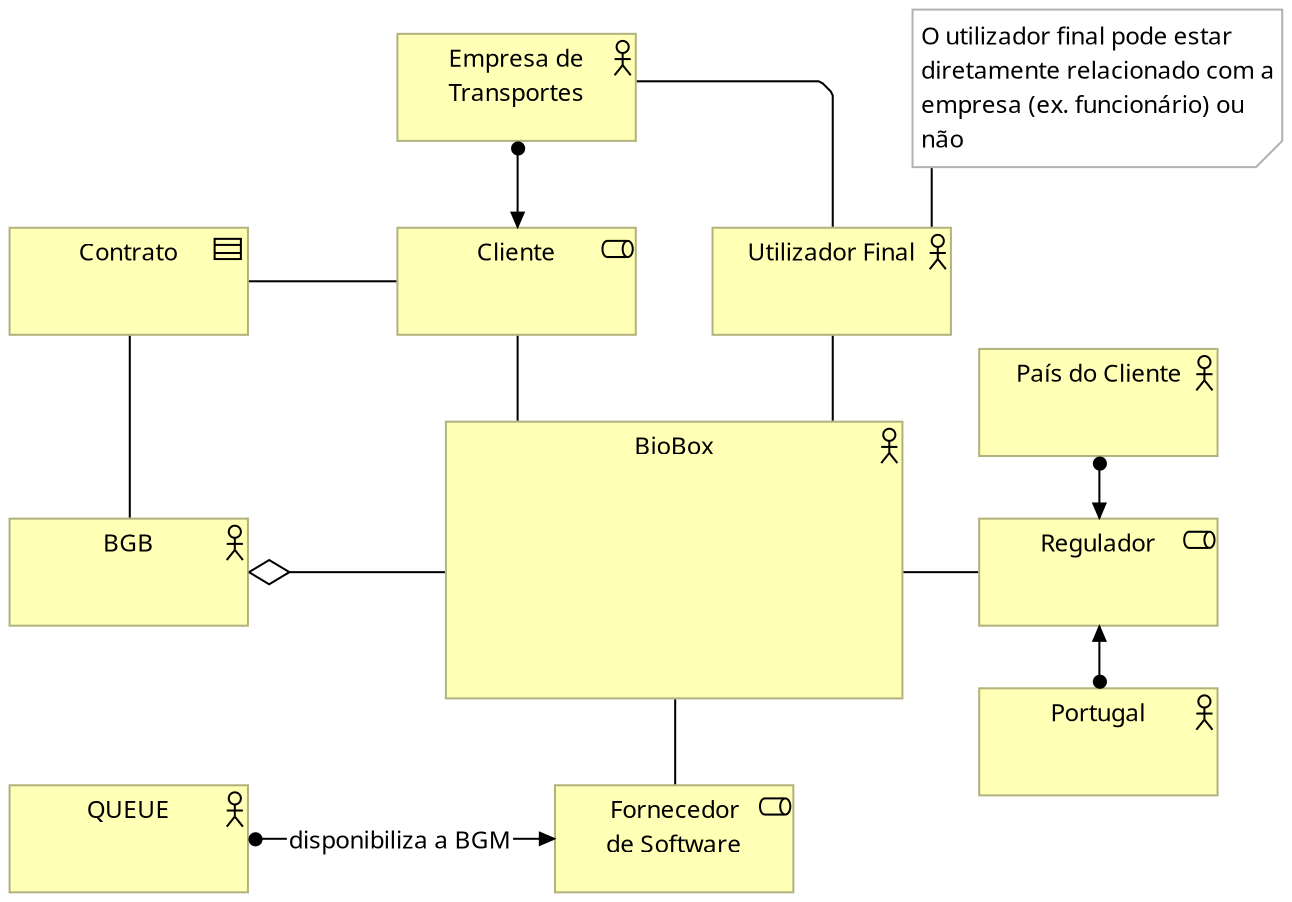 Empresa de
Transportes
O utilizador final pode estar
diretamente relacionado com a
empresa (ex. funcionário) ou
não
Contrato
Cliente
Utilizador Final
País do Cliente
BioBox
BGB
Regulador
Portugal
QUEUE
disponibiliza a BGM
Fornecedor
de Software